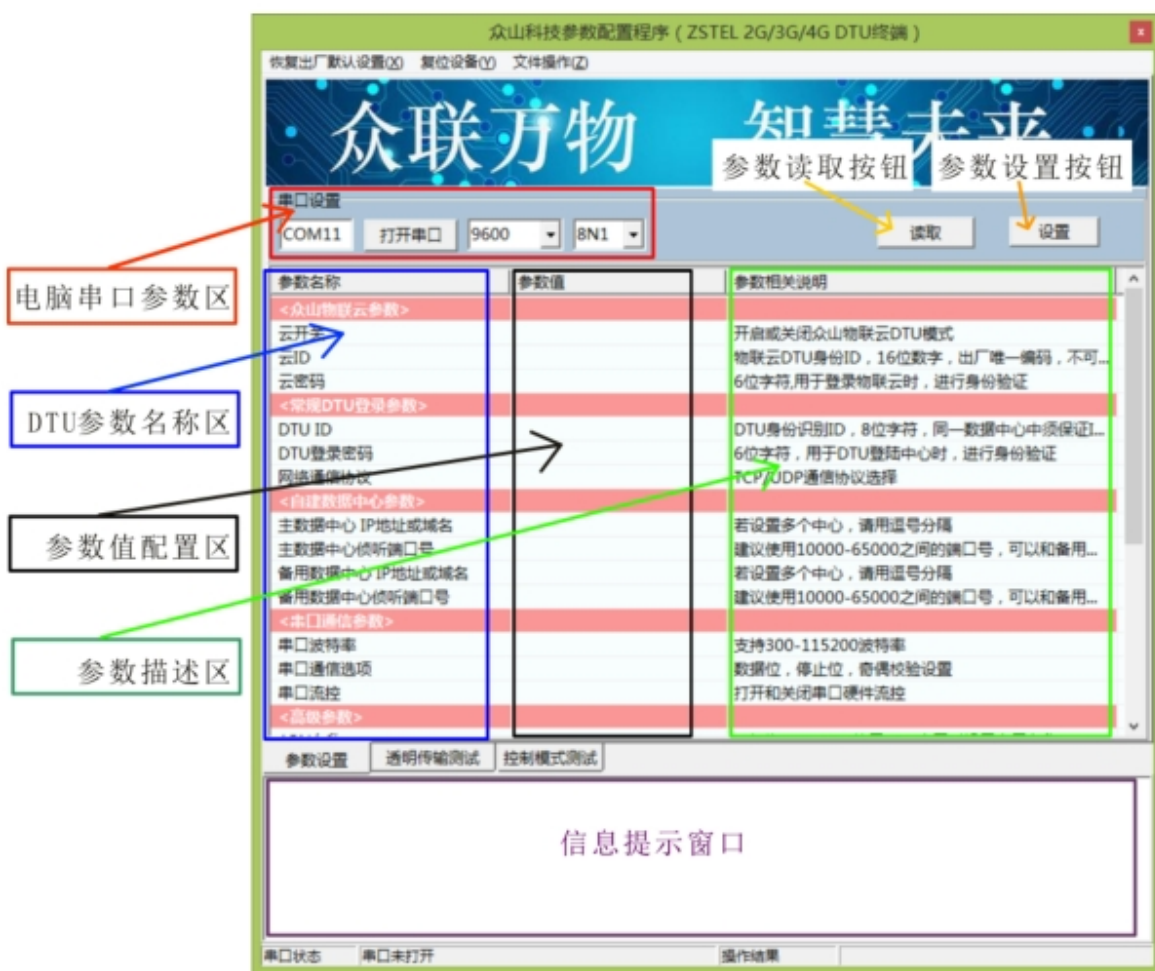 众山科技参数配置程序（ZSTEL 2G/3G/4G DTU终端）
x
恢复出厂默认设置(X) 复位设备(Y) 文件操作(Z)
众联万物 智慧未来
参数读取按钮 参数设置按钮
串口设置
COM11 打开串口 9600 8N1 读取 设置
电脑串口参数区
DTU参数名称区
参数值配置区
参数描述区
参数名称 参数值 参数相关说明
<众山物联云参数>
云开关 开启或关闭众山物联云DTU模式
云ID 物联云DTU身份ID，16位数字，出厂唯一编码，不可...
云密码 6位字符,用于登录物联云时，进行身份验证
<常规DTU登录参数>
DTU ID DTU身份识别ID，8位字符，同一数据中心中须保证I...
DTU登录密码 6位字符，用于DTU登陆中心时，进行身份验证
网络通信协议 TCP/UDP通信协议选择
<自建数据中心参数>
主数据中心 IP地址或域名 若设置多个中心，请用逗号分隔
主数据中心侦听端口号 建议使用10000-65000之间的端口号，可以和备用...
备用数据中心 IP地址或域名 若设置多个中心，请用逗号分隔
备用数据中心侦听端口号 建议使用10000-65000之间的端口号，可以和备用...
<串口通信参数>
串口波特率 支持300-115200波特率
串口通信选项 数据位，停止位，奇偶校验设置
串口流控 打开和关闭串口硬件流控
<高级参数>
参数设置 透明传输测试 控制模式测试
信息提示窗口
串口状态 串口未打开 操作结果